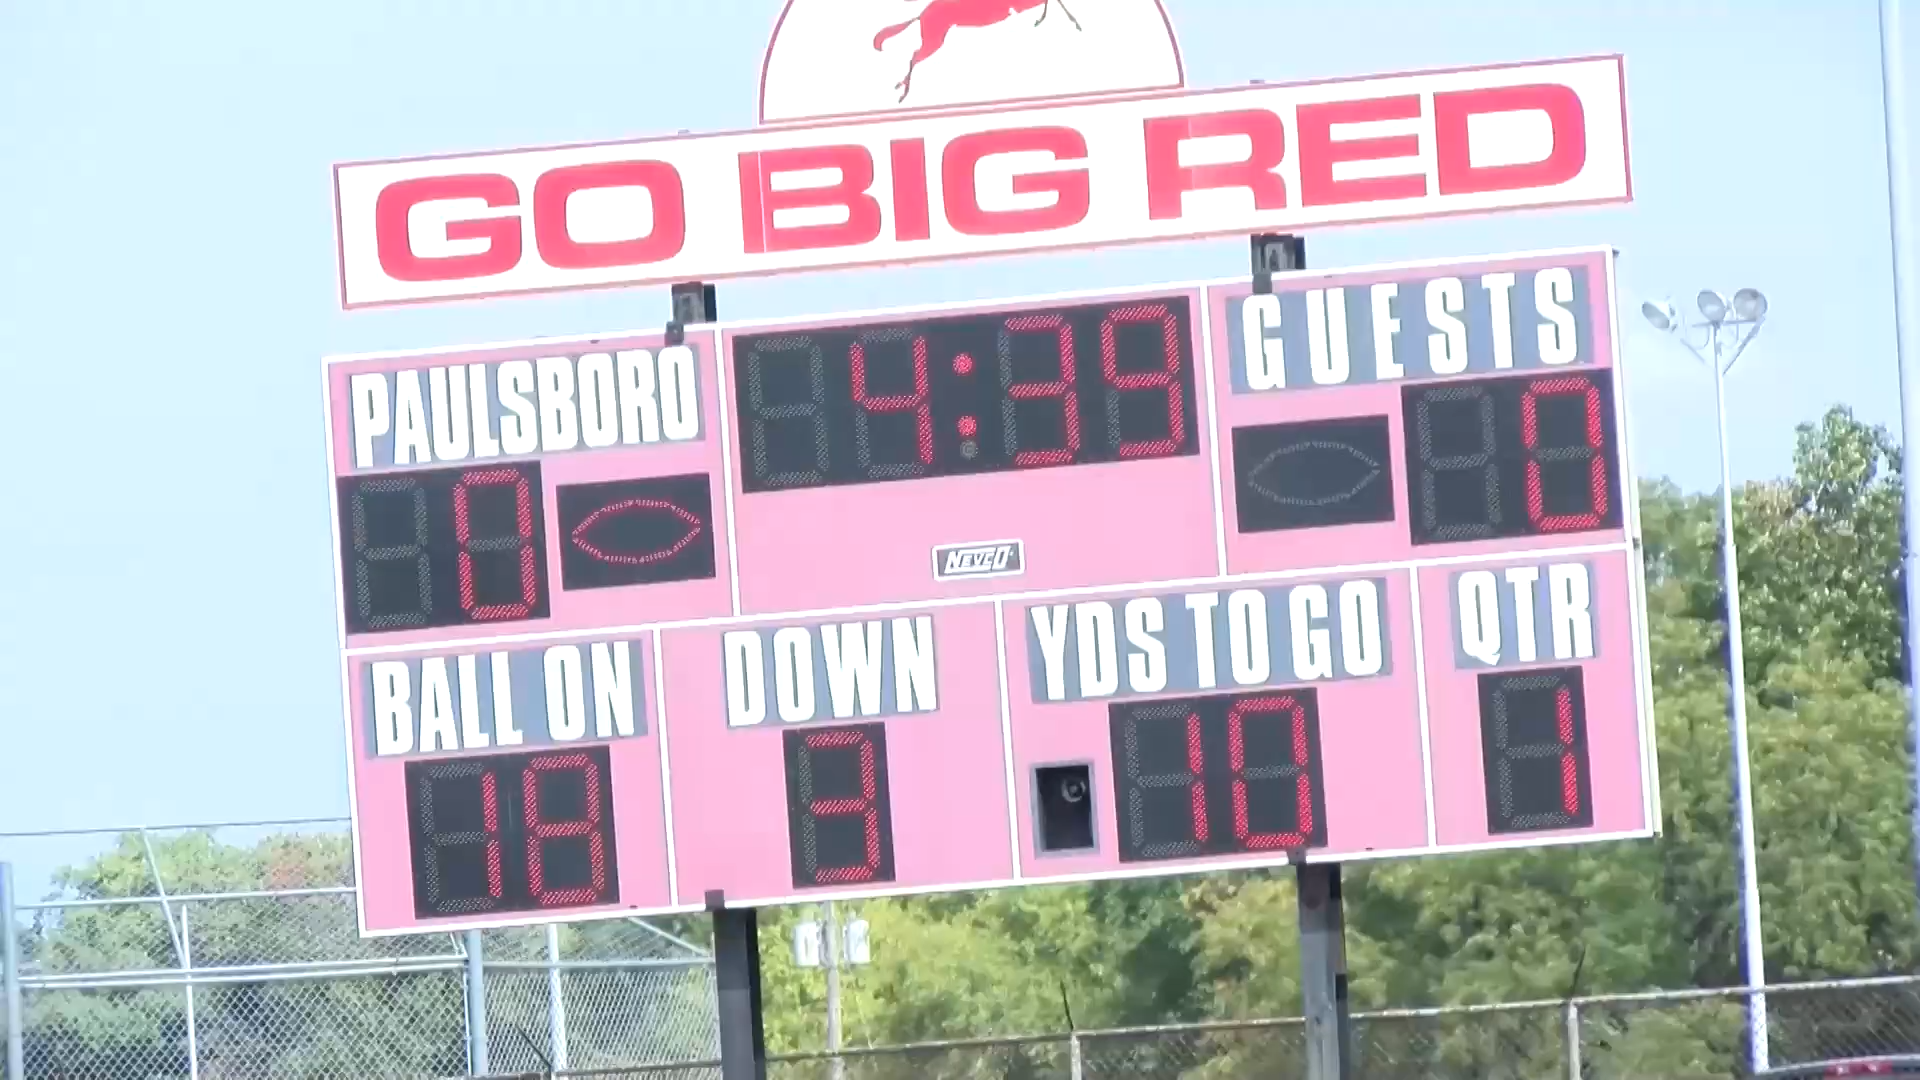 GO BIG RED
PAULSBORO
4:39
GUESTS
0
0
NEVCO
BALL ON
DOWN
YDS TO GO
QTR
18
3
10
1